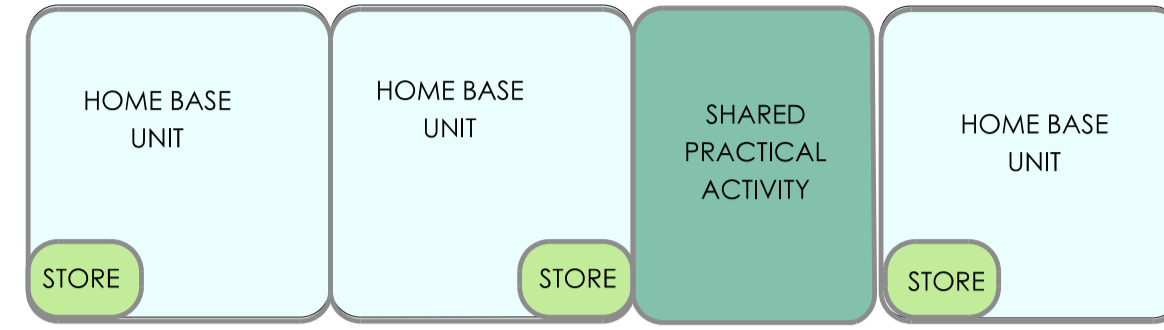 HOME BASE
UNIT
HOME BASE
UNIT
SHARED
PRACTICAL
ACTIVITY
HOME BASE
UNIT
STORE
STORE
STORE